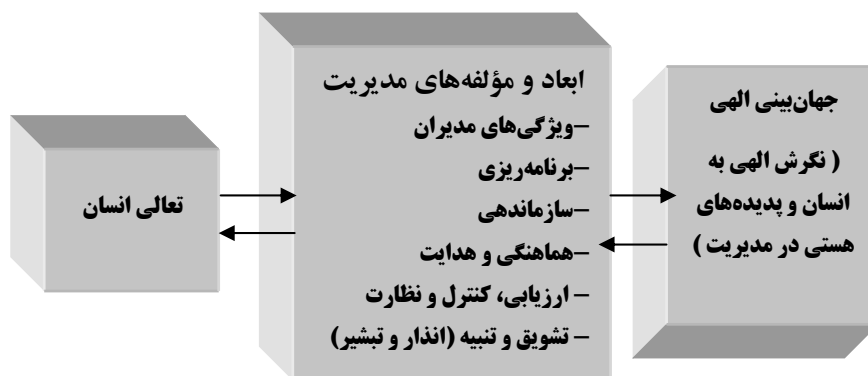 جهان‌بینی الهی
( نگرش الهی به
انسان و پدیده‌های
هستی در مدیریت )
ابعاد و مؤلفه‌های مدیریت
–ویژگی‌های مدیران
–برنامه‌ریزی
–سازماندهی
–هماهنگی و هدایت
– ارزیابی، کنترل و نظارت
– تشویق و تنبیه (انذار و تبشیر)
تعالی انسان